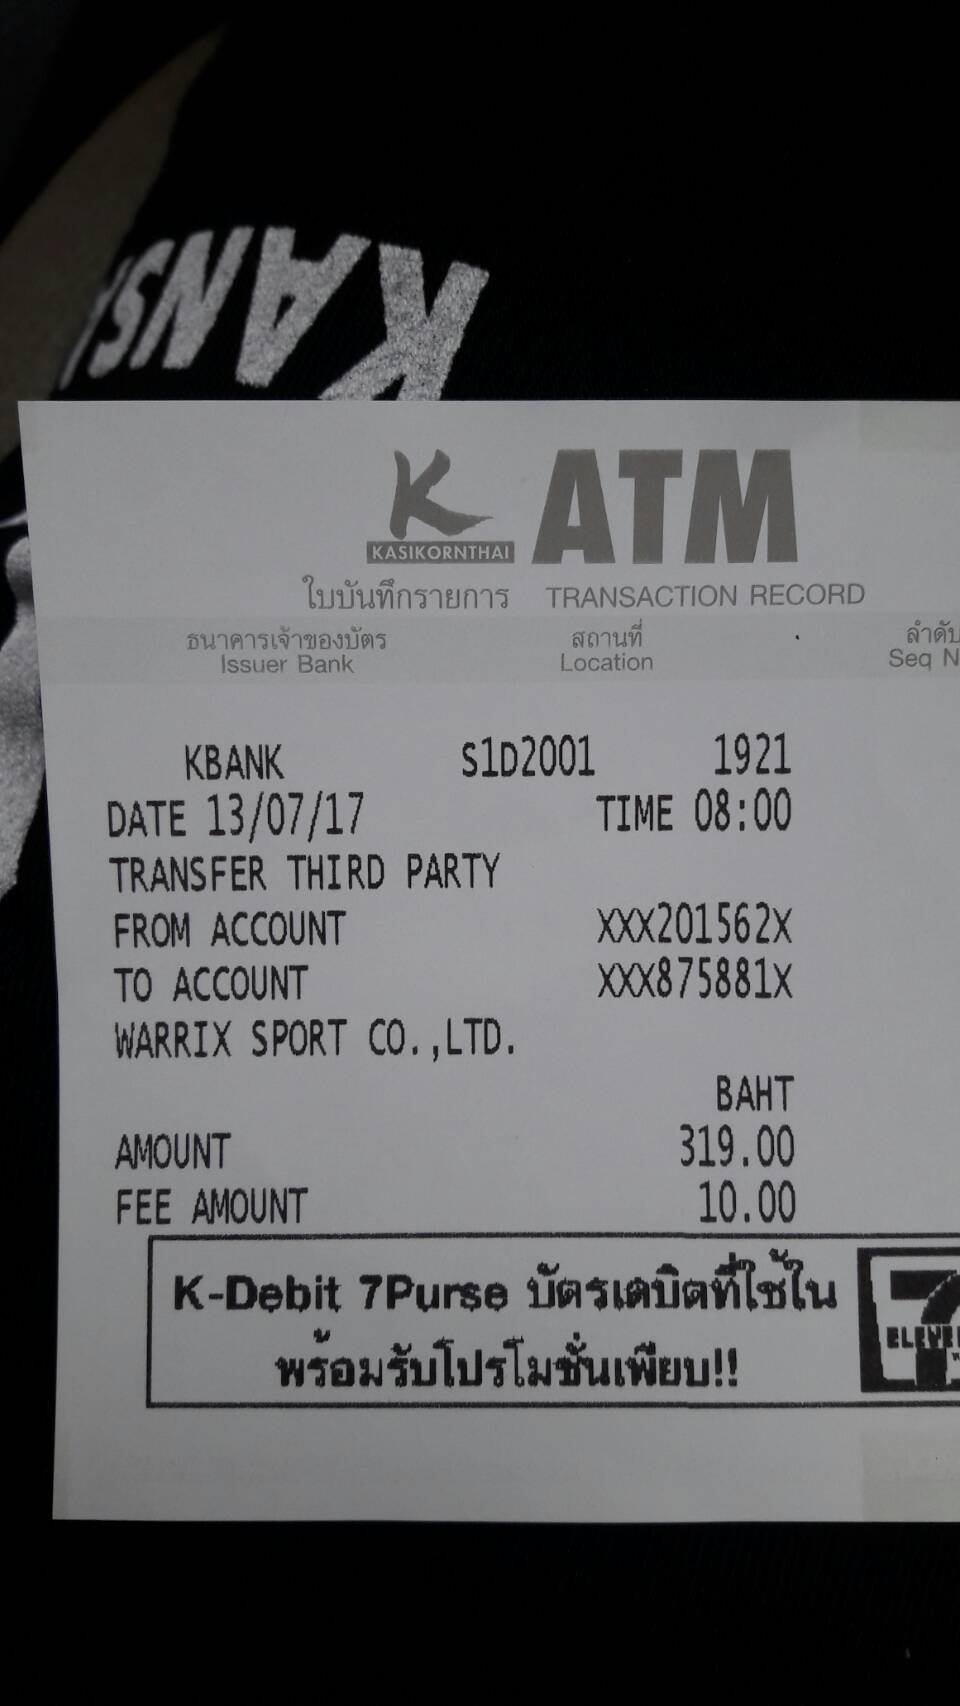 KANSA
K ATM
KASIKORNTHAI
ใบบันทึกรายการ TRANSACTION RECORD
ธนาคารเจ้าของบัตร สถานที่ ลำดับ
Issuer Bank Location Seq N
KBANK S1D2001 1921
DATE 13/07/17 TIME 08:00
TRANSFER THIRD PARTY
FROM ACCOUNT XXX201562X
TO ACCOUNT XXX875881X
WARRIX SPORT CO.,LTD.
BAHT
AMOUNT 319.00
FEE AMOUNT 10.00
K-Debit 7Purse บัตรเดบิตที่ใช้ใน
พร้อมรับโปรโมชั่นเพียบ!!
7
ELEVE